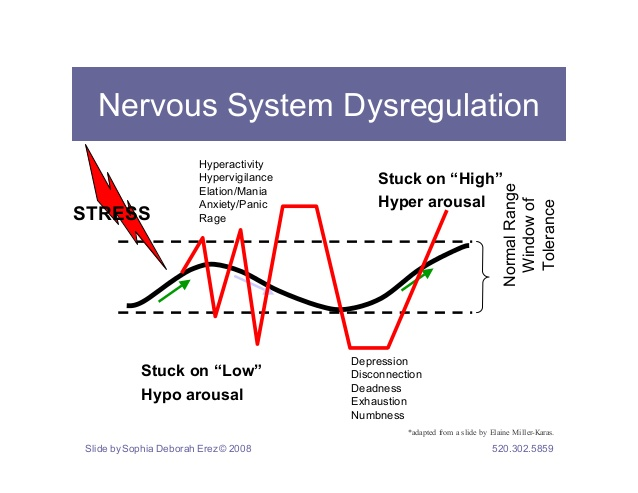 Nervous System Dysregulation
Hyperactivity
Hypervigilance
Elation/Mania
Anxiety/Panic
Rage
STRESS
Stuck on “High”
Hyper arousal
Normal Range
Window of
Tolerance
Stuck on “Low”
Hypo arousal
Depression
Disconnection
Deadness
Exhaustion
Numbness
*adapted from a slide by Elaine Miller-Karas.
Slide by Sophia Deborah Erez © 2008
520.302.5859